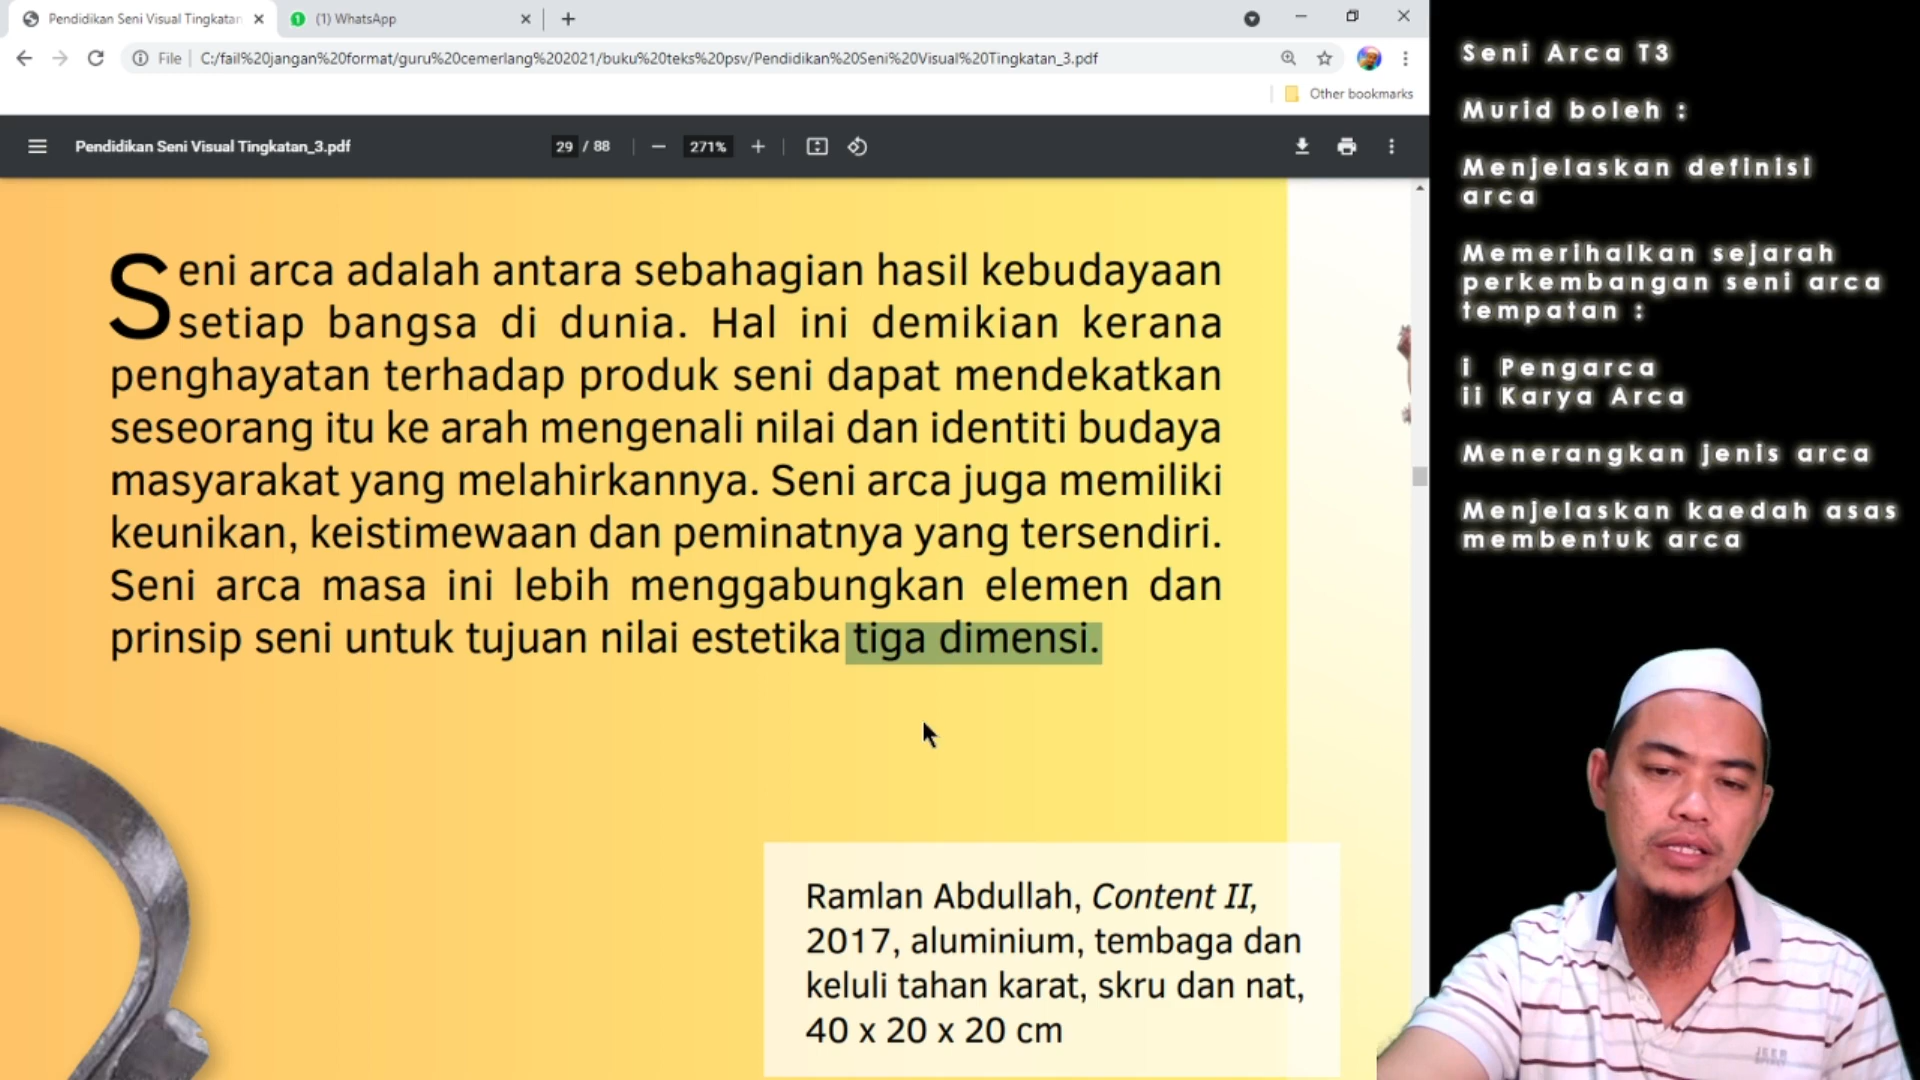 Pendidikan Seni Visual Tingkatan
(1) WhatsApp
File C:/fail%20jangan%20format/guru%20cemerlang%202021/buku%20teks%20psv/Pendidikan%20Seni%20Visual%20Tingkatan_3.pdf
Other bookmarks
Pendidikan Seni Visual Tingkatan_3.pdf
29 / 88
271%
Seni arca adalah antara sebahagian hasil kebudayaan
setiap bangsa di dunia. Hal ini demikian kerana
penghayatan terhadap produk seni dapat mendekatkan
seseorang itu ke arah mengenali nilai dan identiti budaya
masyarakat yang melahirkannya. Seni arca juga memiliki
keunikan, keistimewaan dan peminatnya yang tersendiri.
Seni arca masa ini lebih menggabungkan elemen dan
prinsip seni untuk tujuan nilai estetika tiga dimensi.
Ramlan Abdullah, Content II,
2017, aluminium, tembaga dan
keluli tahan karat, skru dan nat,
40 x 20 x 20 cm
Seni Arca T3
Murid boleh :
Menjelaskan definisi
arca
Memerihalkan sejarah
perkembangan seni arca
tempatan :
i Pengarca
ii Karya Arca
Menerangkan jenis arca
Menjelaskan kaedah asas
membentuk arca